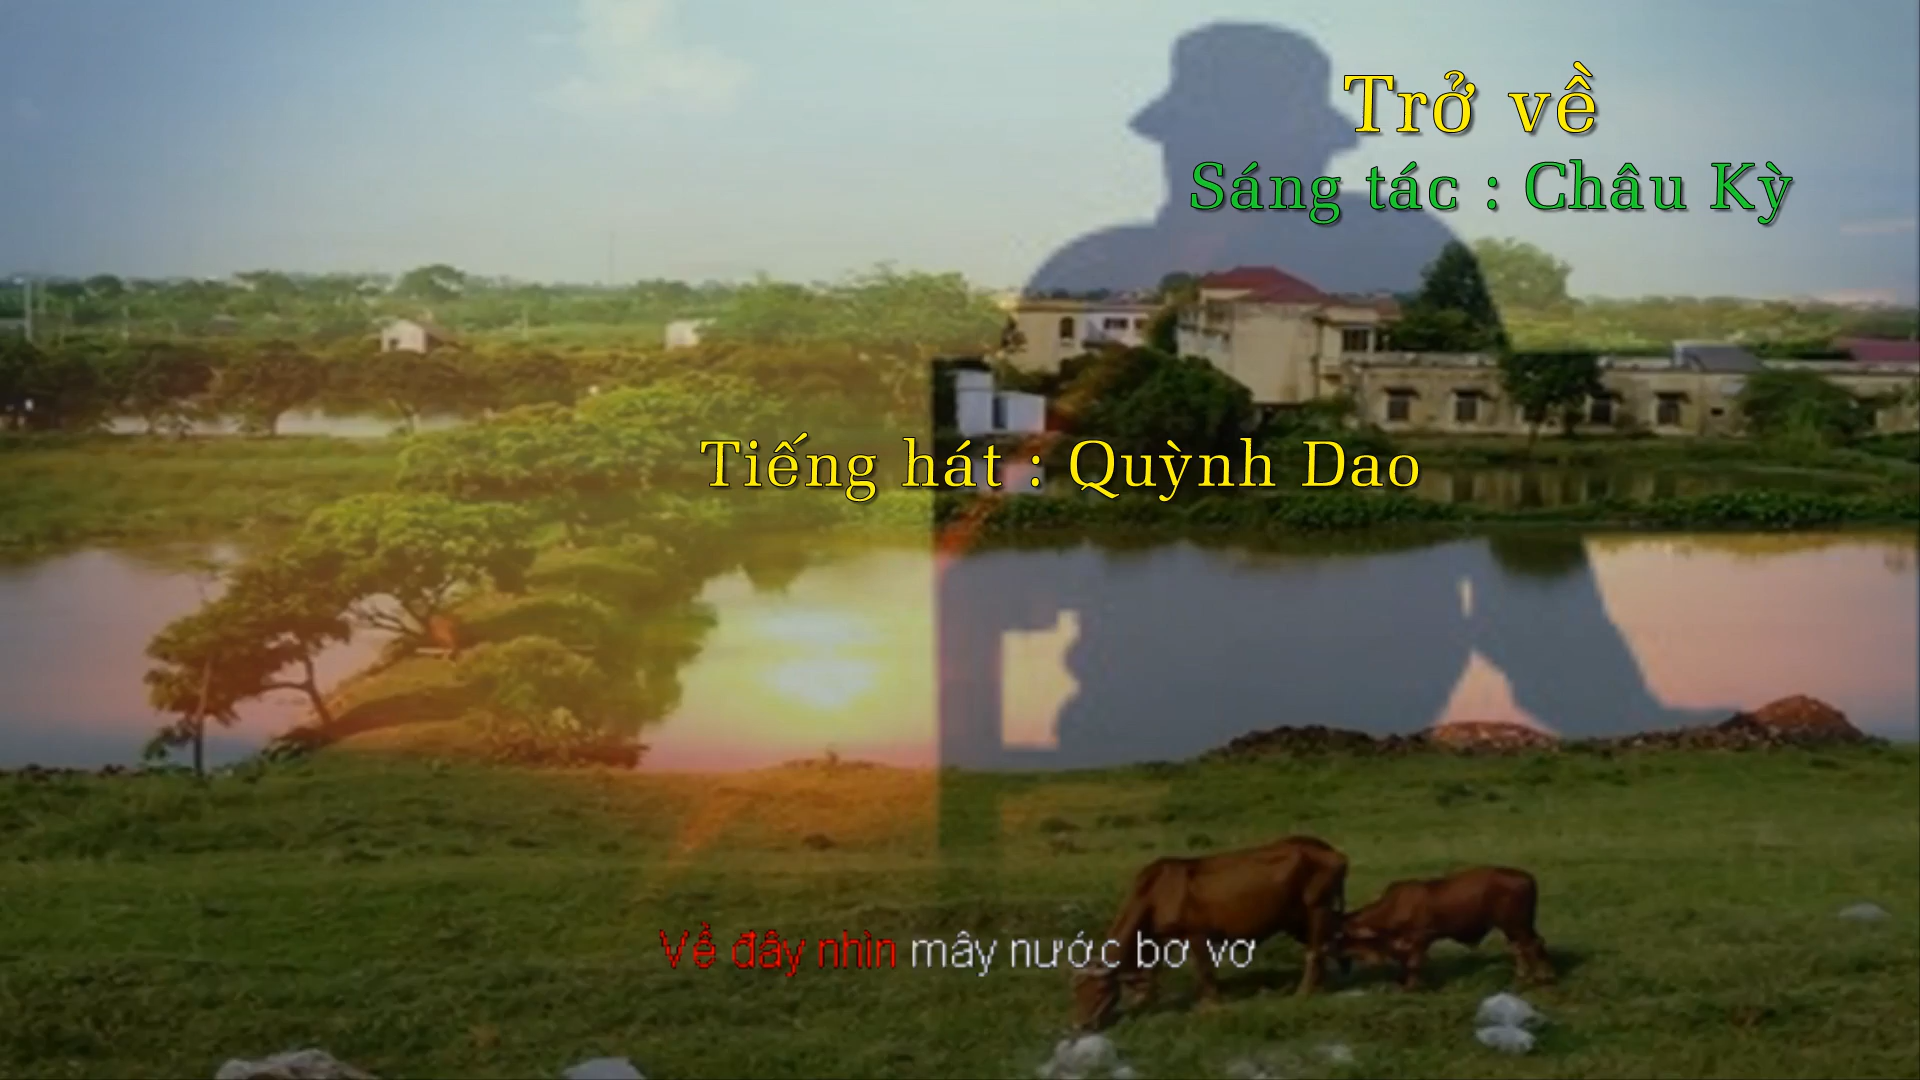 Trở về
Sáng tác : Châu Kỳ
Tiếng hát : Quỳnh Dao
Về đây nhìn mây nước bơ vơ